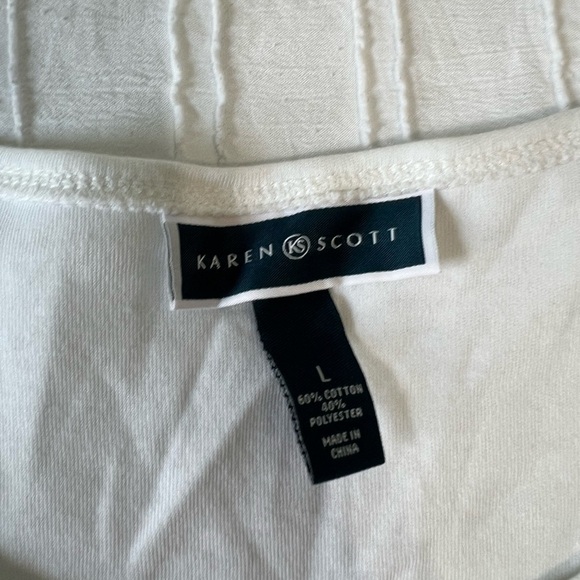 KAREN KS SCOTT
L
60% COTTON
40%
POLYESTER
MADE IN
CHINA